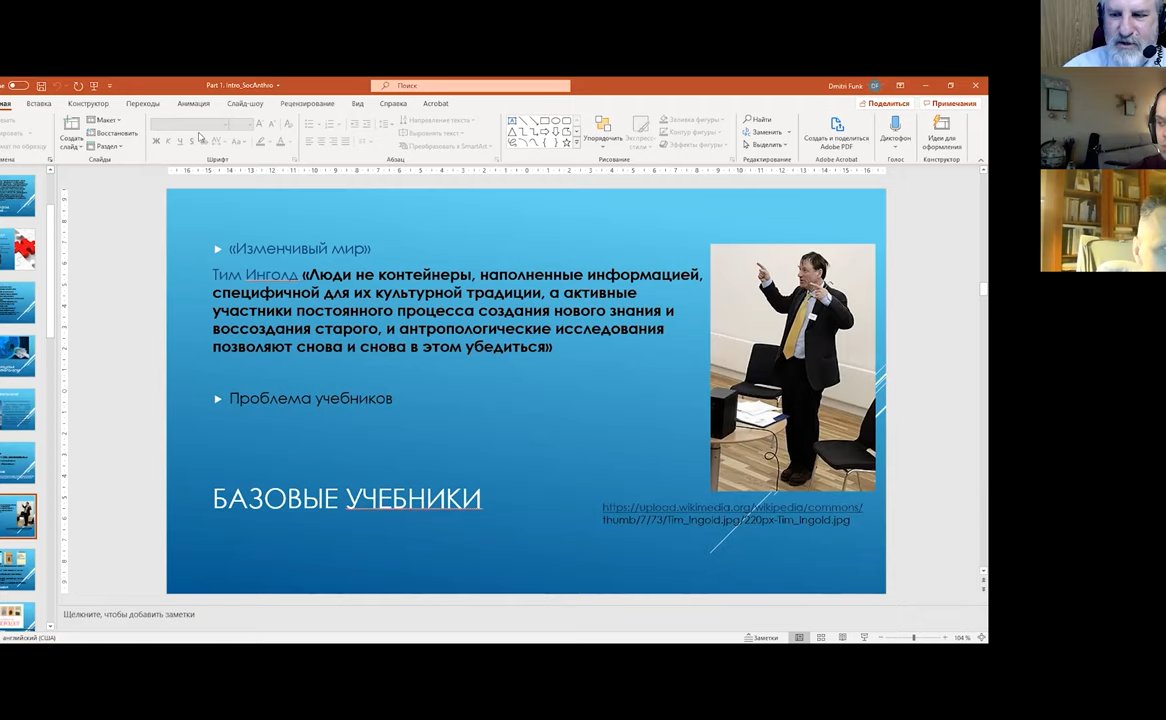 Part 1. Intro_SocAnthro
Поиск
Dmitri Funk
DF
Вставка
Конструктор
Переходы
Анимация
Слайд-шоу
Рецензирование
Вид
Справка
Acrobat
Поделиться
Примечания
Создать слайд
Макет
Восстановить
Раздел
Слайды
Шрифт
Направление текста
Выровнять текст
Преобразовать в SmartArt
Абзац
Упорядочить
Экспресс-стили
Заливка фигуры
Контур фигуры
Эффекты фигуры
Рисование
Найти
Заменить
Выделить
Редактирование
Создать и поделиться Adobe PDF
Adobe Acrobat
Диктофон
Голос
Идеи для оформления
Конструктор
«Изменчивый мир»
Тим Инголд «Люди не контейнеры, наполненные информацией,
специфичной для их культурной традиции, а активные
участники постоянного процесса создания нового знания и
воссоздания старого, и антропологические исследования
позволяют снова и снова в этом убедиться»
Проблема учебников
БАЗОВЫЕ УЧЕБНИКИ
https://upload.wikimedia.org/wikipedia/commons/
thumb/7/73/Tim_Ingold.jpg/220px-Tim_Ingold.jpg
Щелкните, чтобы добавить заметки
английский (США)
Заметки
104 %